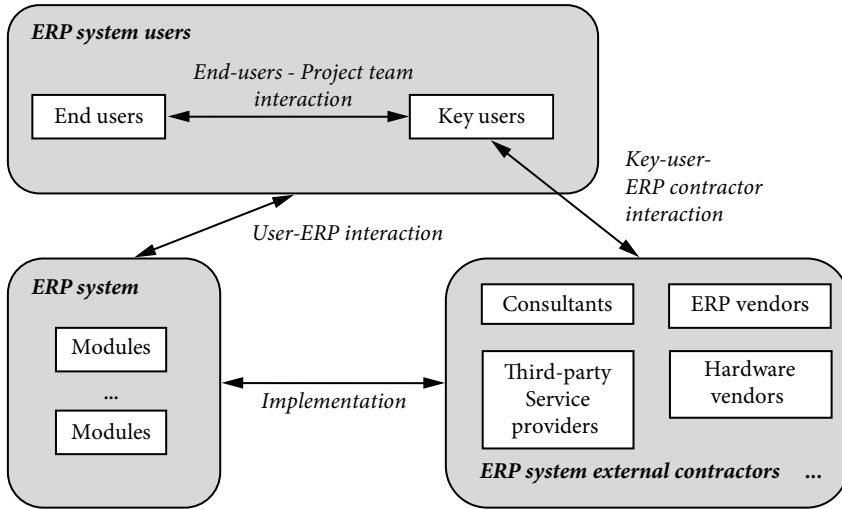 ERP system users
End-users - Project team
interaction
End users
Key users
Key-user-
ERP contractor
interaction
User-ERP interaction
ERP system
Modules
...
Modules
Implementation
Consultants
ERP vendors
Third-party
Service
providers
Hardware
vendors
ERP system external contractors ...